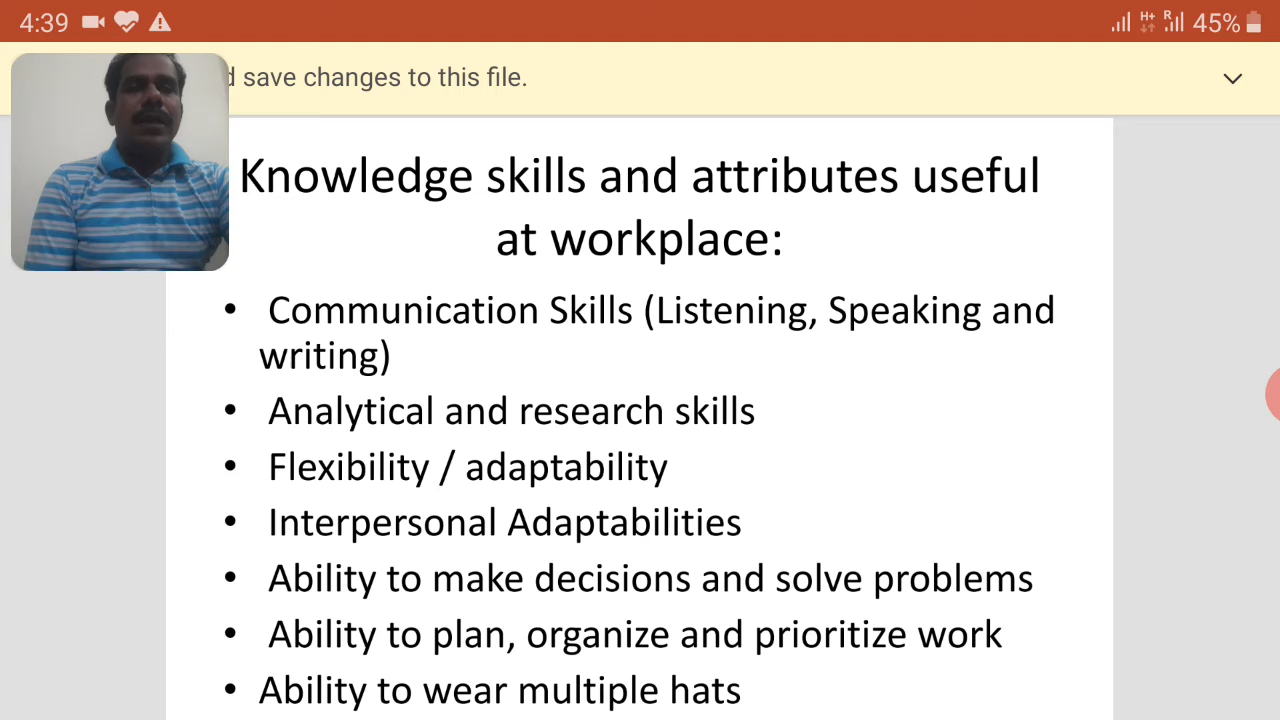 4:39 45%
d save changes to this file.
Knowledge skills and attributes useful
at workplace:
• Communication Skills (Listening, Speaking and
writing)
• Analytical and research skills
• Flexibility / adaptability
• Interpersonal Adaptabilities
• Ability to make decisions and solve problems
• Ability to plan, organize and prioritize work
• Ability to wear multiple hats